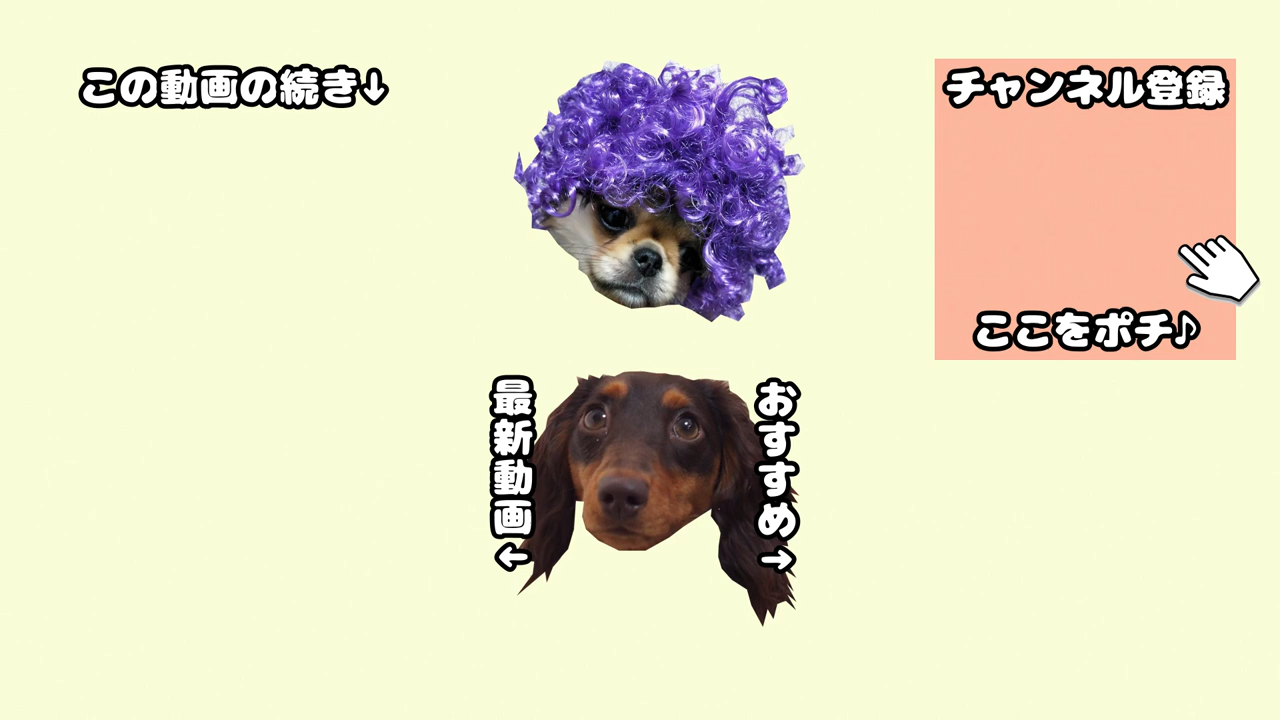 この動画の続き↓
チャンネル登録
ここをポチ♪
最新動画←
おすすめ→